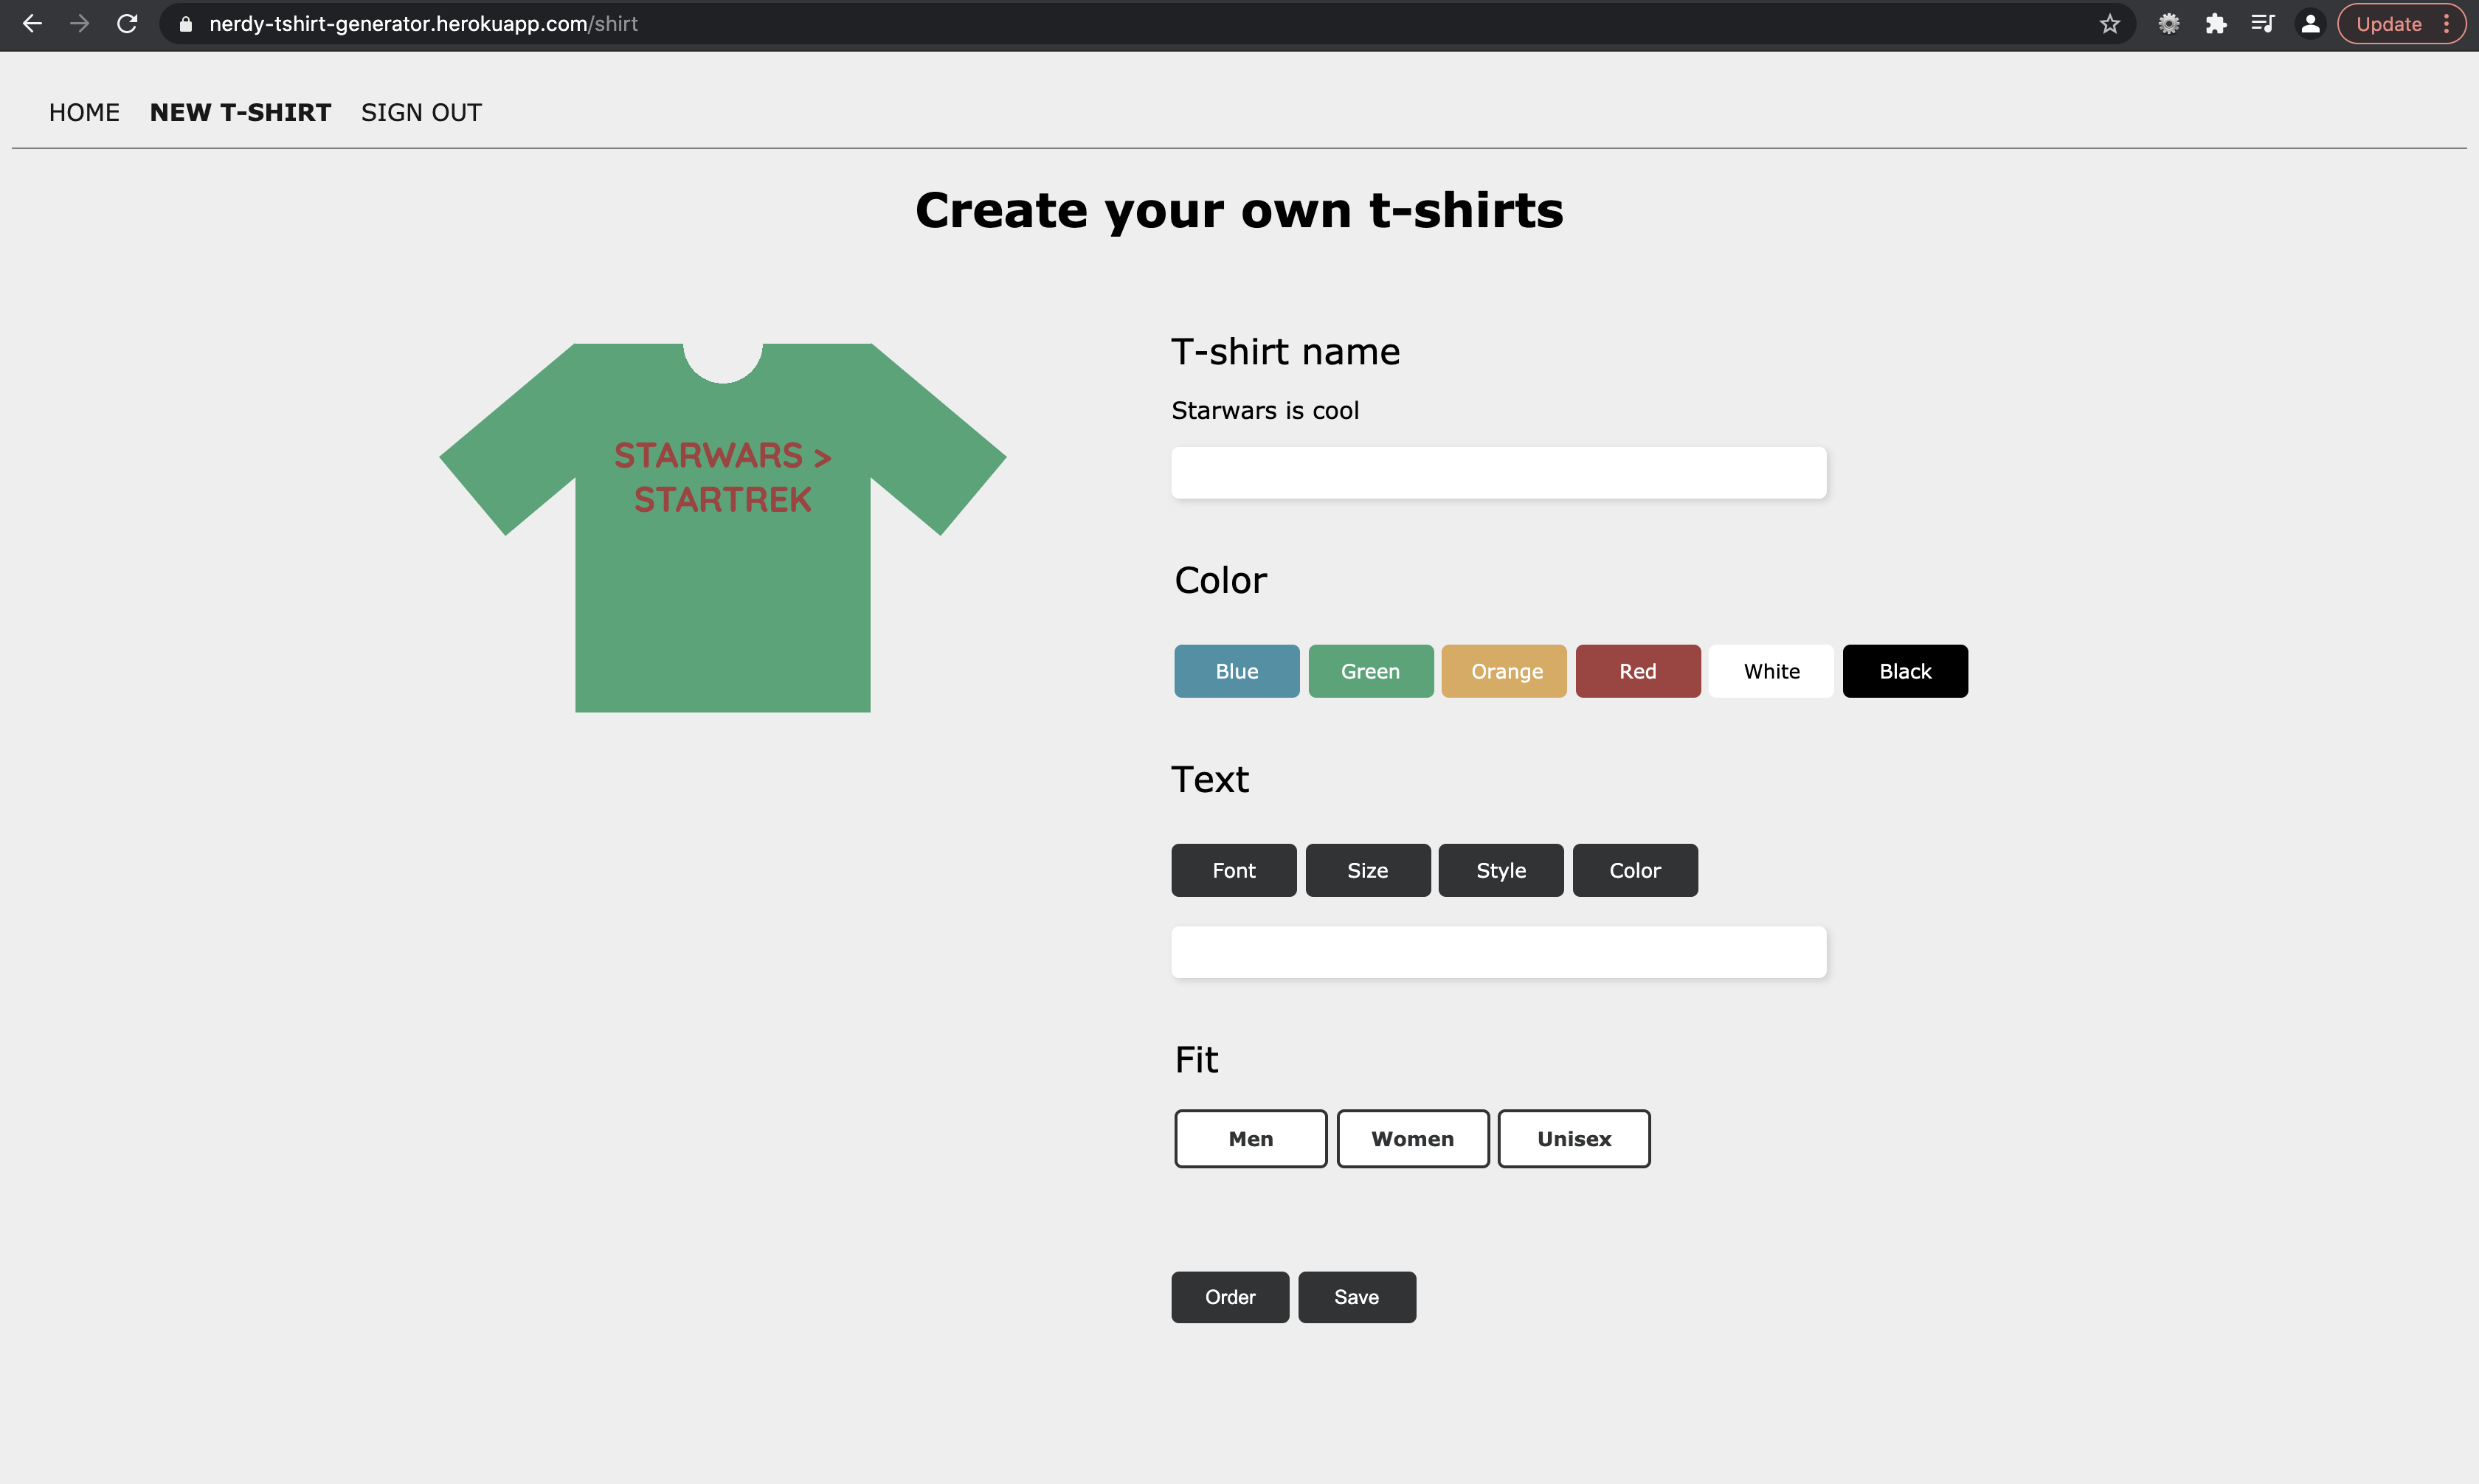 nerdy-tshirt-generator.herokuapp.com/shirt
Update
HOME NEW T-SHIRT SIGN OUT
Create your own t-shirts
STARWARS >
STARTREK
T-shirt name
Starwars is cool
Color
Blue Green Orange Red White Black
Text
Font Size Style Color
Fit
Men Women Unisex
Order Save